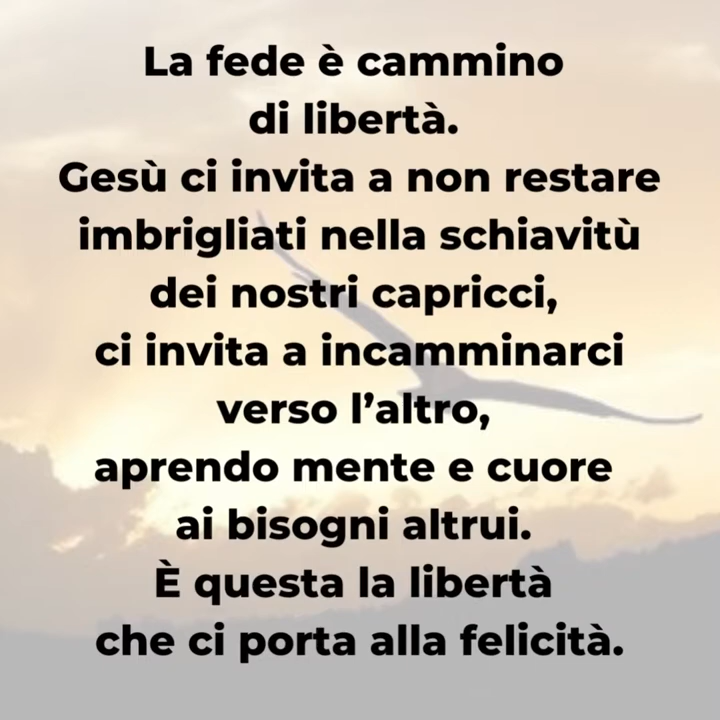 La fede è cammino
di libertà.
Gesù ci invita a non restare
imbrigliati nella schiavitù
dei nostri capricci,
ci invita a incamminarci
verso l’altro,
aprendo mente e cuore
ai bisogni altrui.
È questa la libertà
che ci porta alla felicità.